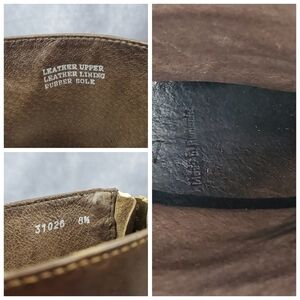 LEATHER UPPER
LEATHER LINING
RUBBER SOLE
31026 8½